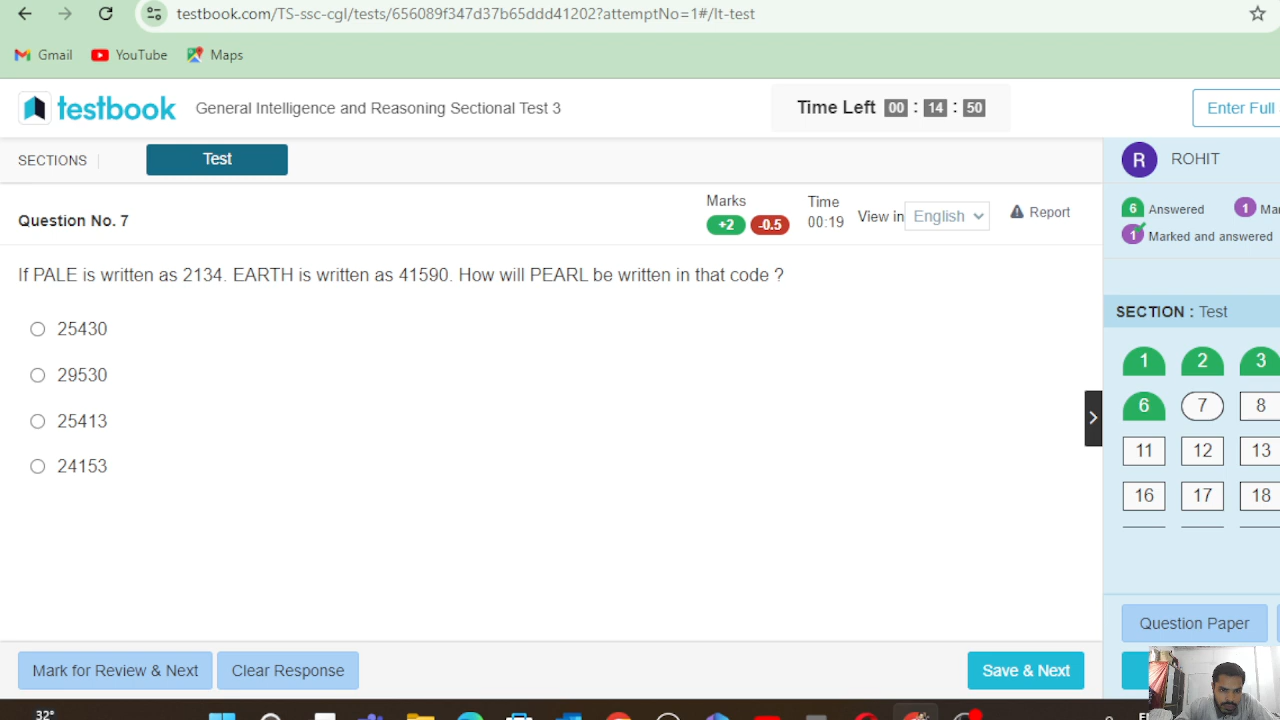 testbook.com/TS-ssc-cgl/tests/656089f347d37b65ddd41202?attemptNo=1#/lt-test
Gmail YouTube Maps
testbook General Intelligence and Reasoning Sectional Test 3 Time Left 00 : 14 : 50 Enter Full
SECTIONS Test
R ROHIT
Question No. 7 Marks +2 -0.5 Time 00:19 View in English Report
6 Answered 1 Mar
1 Marked and answered
If PALE is written as 2134. EARTH is written as 41590. How will PEARL be written in that code ?
25430
29530
25413
24153
SECTION : Test
1 2 3
6 7 8
11 12 13
16 17 18
Question Paper
Mark for Review & Next Clear Response Save & Next
32°